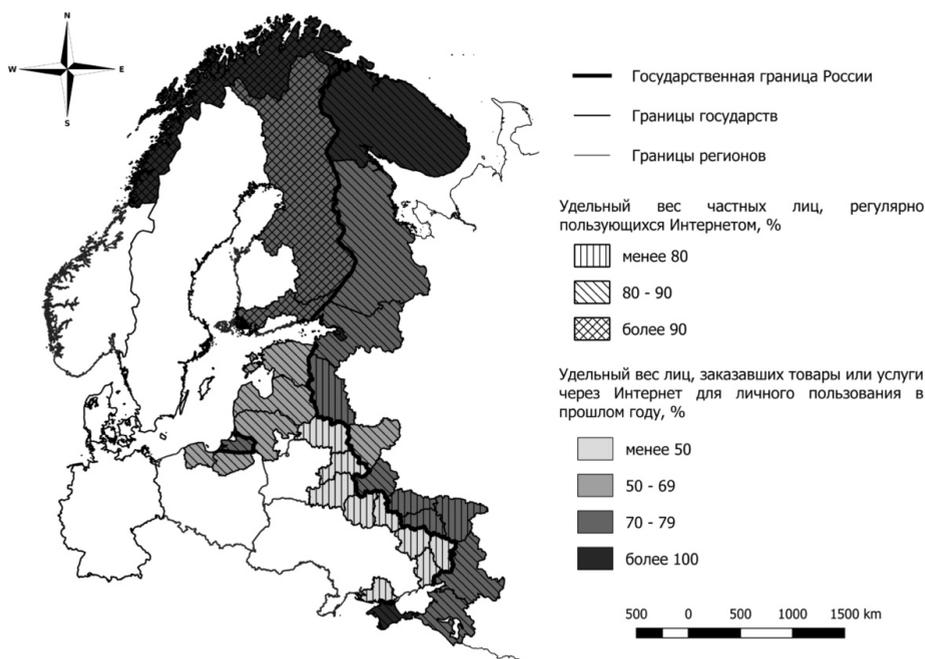 N
W
E
S
Государственная граница России
Границы государств
Границы регионов
Удельный вес частных лиц, регулярно
пользующихся Интернетом, %
менее 80
80 - 90
более 90
Удельный вес лиц, заказавших товары или услуги
через Интернет для личного пользования в
прошлом году, %
менее 50
50 - 69
70 - 79
более 100
500 0 500 1000 1500 km